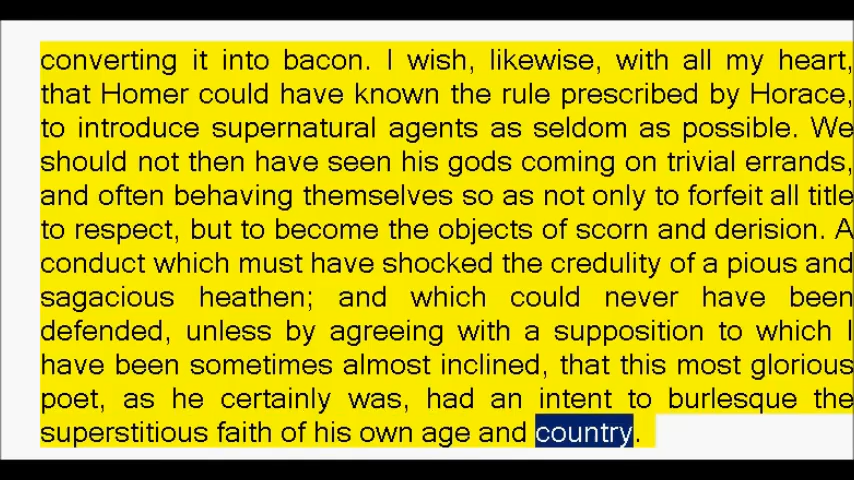 converting it into bacon. I wish, likewise, with all my heart,
that Homer could have known the rule prescribed by Horace,
to introduce supernatural agents as seldom as possible. We
should not then have seen his gods coming on trivial errands,
and often behaving themselves so as not only to forfeit all title
to respect, but to become the objects of scorn and derision. A
conduct which must have shocked the credulity of a pious and
sagacious heathen; and which could never have been
defended, unless by agreeing with a supposition to which I
have been sometimes almost inclined, that this most glorious
poet, as he certainly was, had an intent to burlesque the
superstitious faith of his own age and country.